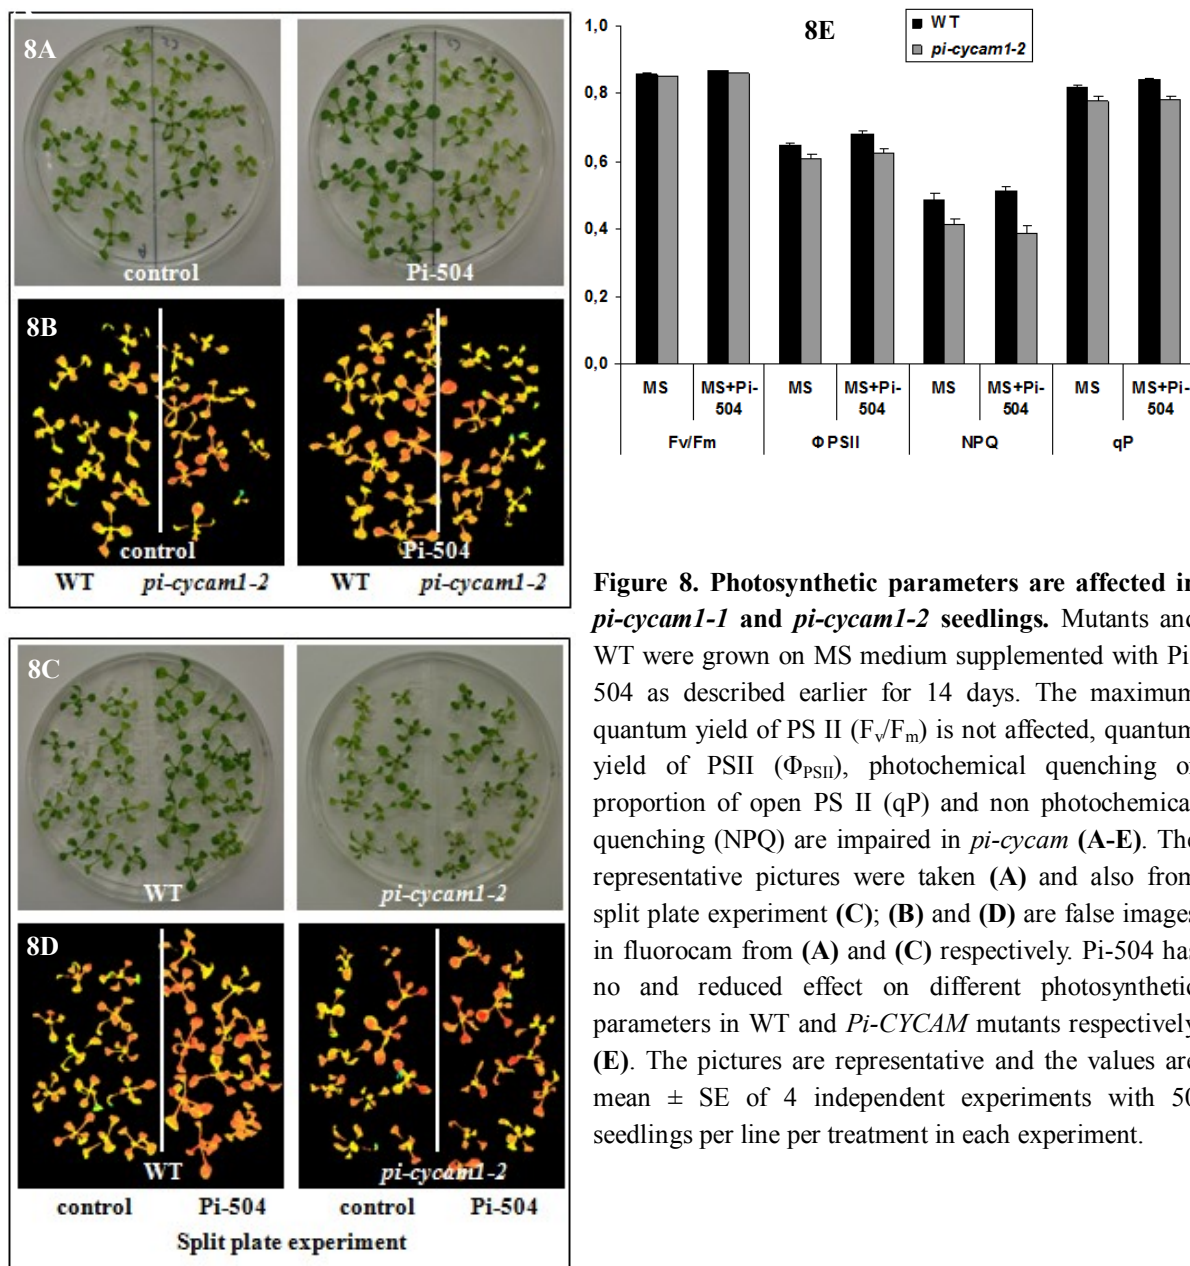 8A
control
Pi-504
8B
control
Pi-504
WT pi-cycam1-2 WT pi-cycam1-2
8C
WT
pi-cycam1-2
8D
WT
pi-cycam1-2
control Pi-504 control Pi-504
Split plate experiment
8E
WT
pi-cycam1-2
1,0
0,8
0,6
0,4
0,2
0,0
MS MS+Pi-504 MS MS+Pi-504 MS MS+Pi-504 MS MS+Pi-504
Fv/Fm ΦPSII NPQ qP
Figure 8. Photosynthetic parameters are affected in
pi-cycam1-1 and pi-cycam1-2 seedlings. Mutants and
WT were grown on MS medium supplemented with Pi
504 as described earlier for 14 days. The maximum
quantum yield of PS II (Fv/Fm) is not affected, quantum
yield of PSII (ΦPSII), photochemical quenching or
proportion of open PS II (qP) and non photochemical
quenching (NPQ) are impaired in pi-cycam (A-E). The
representative pictures were taken (A) and also from
split plate experiment (C); (B) and (D) are false images
in fluorocam from (A) and (C) respectively. Pi-504 has
no and reduced effect on different photosynthetic
parameters in WT and Pi-CYCAM mutants respectively
(E). The pictures are representative and the values are
mean ± SE of 4 independent experiments with 50
seedlings per line per treatment in each experiment.